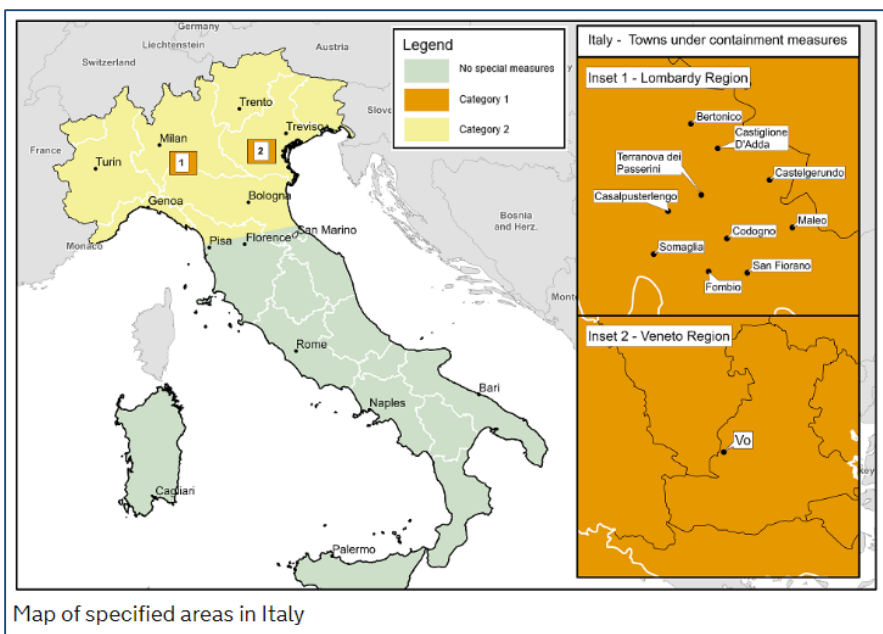 Germany
Liechtenstein
Austria
Switzerland
Slov
France
Monaco
Bosnia
and Herz.
Mont
key
Trento
Treviso
Milan
Turin
1
2
Genoa
Bologna
San Marino
Pisa
Florence
Rome
Naples
Bari
Cagliari
Palermo
Legend
No special measures
Category 1
Category 2
Italy - Towns under containment measures
Inset 1 - Lombardy Region
Bertonico
Castiglione
D'Adda
Terranova dei
Passerini
Castelgerundo
Casalpusterlengo
Maleo
Codogno
Somaglia
San Fiorano
Fombio
Inset 2 - Veneto Region
Vo
Map of specified areas in Italy